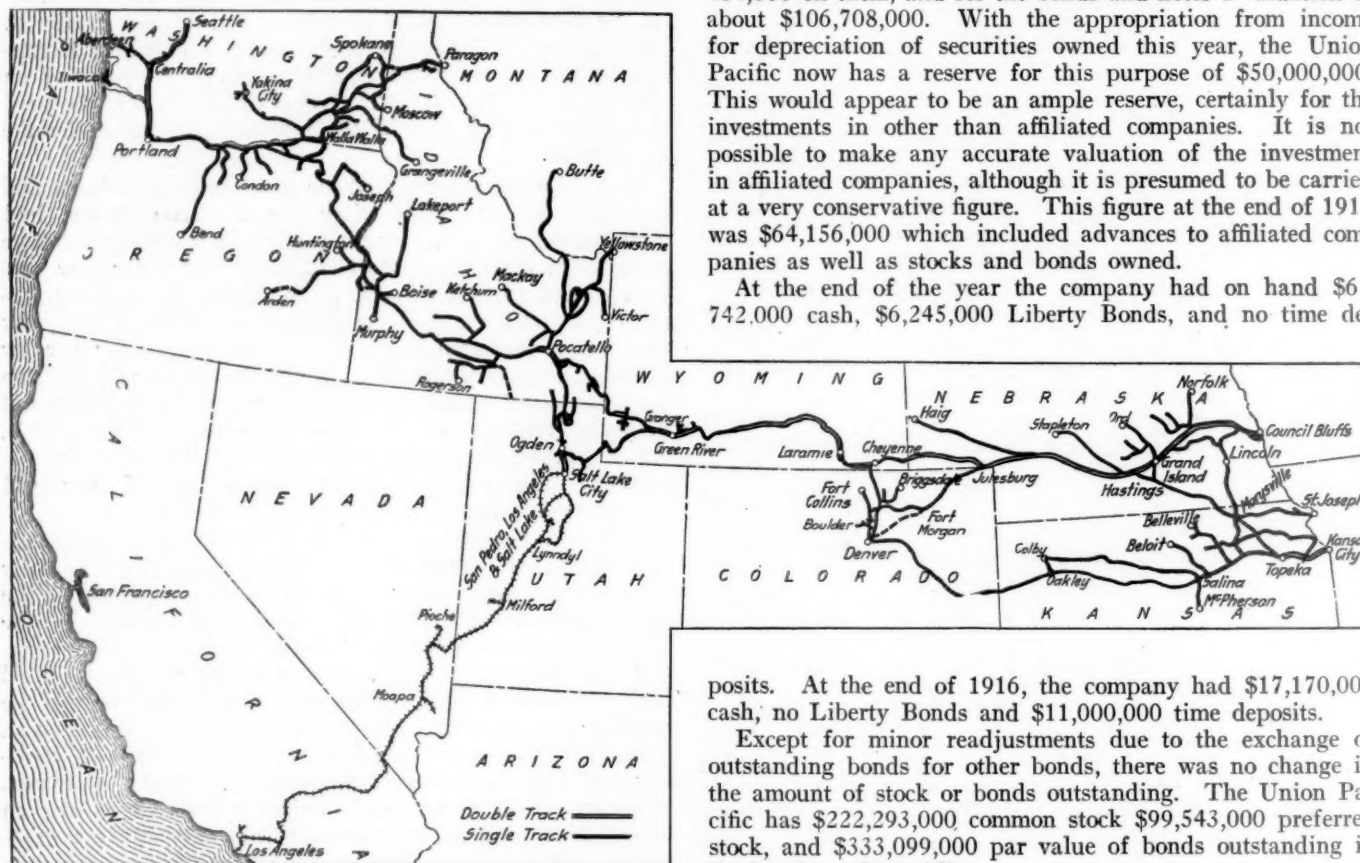 about $106,708,000. With the appropriation from incom
for depreciation of securities owned this year, the Unio
Pacific now has a reserve for this purpose of $50,000,000
This would appear to be an ample reserve, certainly for th
investments in other than affiliated companies. It is no
possible to make any accurate valuation of the investmen
in affiliated companies, although it is presumed to be carrie
at a very conservative figure. This figure at the end of 191
was $64,156,000 which included advances to affiliated com
panies as well as stocks and bonds owned.
At the end of the year the company had on hand $6
742,000 cash, $6,245,000 Liberty Bonds, and no time de
WASHINGTON
Seattle
Aberdeen
Centralia
Ilwaco
Spokane
Paragon
MONTANA
Yakina
City
Moscow
Walla Walla
Portland
Condon
Grangeville
Joseph
Lakeport
Butte
Bend
OREGON
Huntington
Yellowstone
IDAHO
Mackay
Ketchum
Arden
Boise
Victor
Murphy
Pocatello
Rogerson
WYOMING
NEBRASKA
Norfolk
Haig
Stapleton
Ord
Council Bluffs
Granger
Green River
Laramie
Cheyenne
Lincoln
Ogden
Salt Lake
City
Julesburg
Grand
Island
Hastings
Briggsdale
Fort
Collins
Fort
Morgan
Boulder
Denver
Marysville
St. Joseph
Belleville
Beloit
Kansa
City
Colby
Oakley
Salina
Topeka
McPherson
COLORADO
KANSAS
NEVADA
CALIFORNIA
San Pedro, Los Angeles
& Salt Lake
Lynndyl
UTAH
Milford
San Francisco
Pioche
Moapa
ARIZONA
Los Angeles
Double Track
Single Track
PACIFIC OCEAN
posits. At the end of 1916, the company had $17,170,00
cash, no Liberty Bonds and $11,000,000 time deposits.
Except for minor readjustments due to the exchange o
outstanding bonds for other bonds, there was no change i
the amount of stock or bonds outstanding. The Union Pa
cific has $222,293,000 common stock $99,543,000 preferre
stock, and $333,099,000 par value of bonds outstanding i